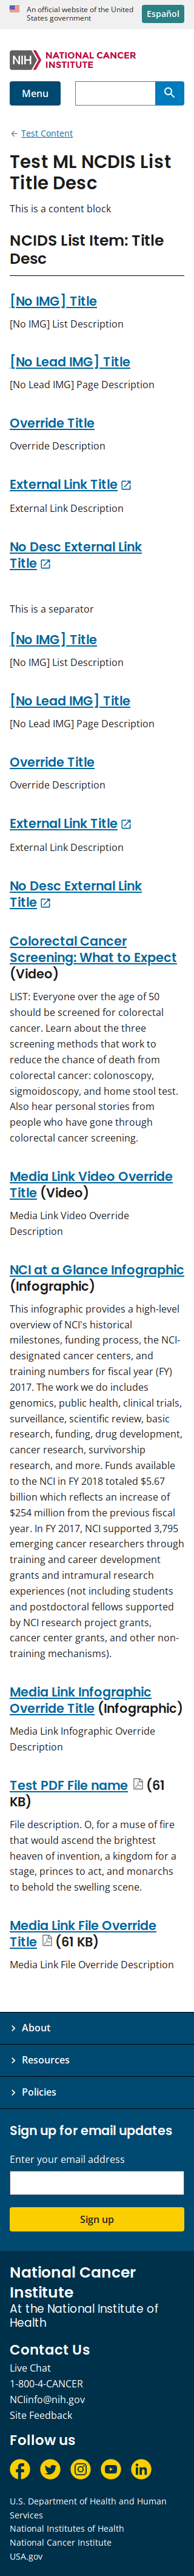 An official website of the United
States government
Español
NIH NATIONAL CANCER
INSTITUTE
Menu
← Test Content
Test ML NCDIS List
Title Desc
This is a content block
NCIDS List Item: Title
Desc
[No IMG] Title
[No IMG] List Description
[No Lead IMG] Title
[No Lead IMG] Page Description
Override Title
Override Description
External Link Title
External Link Description
No Desc External Link
Title
This is a separator
[No IMG] Title
[No IMG] List Description
[No Lead IMG] Title
[No Lead IMG] Page Description
Override Title
Override Description
External Link Title
External Link Description
No Desc External Link
Title
Colorectal Cancer
Screening: What to Expect
(Video)
LIST: Everyone over the age of 50
should be screened for colorectal
cancer. Learn about the three
screening methods that work to
reduce the chance of death from
colorectal cancer: colonoscopy,
sigmoidoscopy, and home stool test.
Also hear personal stories from
people who have gone through
colorectal cancer screening.
Media Link Video Override
Title (Video)
Media Link Video Override
Description
NCI at a Glance Infographic
(Infographic)
This infographic provides a high-level
overview of NCI's historical
milestones, funding process, the NCI-
designated cancer centers, and
training numbers for fiscal year (FY)
2017. The work we do includes
genomics, public health, clinical trials,
surveillance, scientific review, basic
research, funding, drug development,
cancer research, survivorship
research, and more. Funds available
to the NCI in FY 2018 totaled $5.67
billion which reflects an increase of
$254 million from the previous fiscal
year. In FY 2017, NCI supported 3,795
emerging cancer researchers through
training and career development
grants and intramural research
experiences (not including students
and postdoctoral fellows supported
by NCI research project grants,
cancer center grants, or other non-
training mechanisms).
Media Link Infographic
Override Title (Infographic)
Media Link Infographic Override
Description
Test PDF File name (61
KB)
File description. O, for a muse of fire
that would ascend the brightest
heaven of invention, a kingdom for a
stage, princes to act, and monarchs
to behold the swelling scene.
Media Link File Override
Title (61 KB)
Media Link File Override Description
About
Resources
Policies
Sign up for email updates
Enter your email address
Sign up
National Cancer
Institute
At the National Institute of
Health
Contact Us
Live Chat
1-800-4-CANCER
NCIinfo@nih.gov
Site Feedback
Follow us
U.S. Department of Health and Human
Services
National Institutes of Health
National Cancer Institute
USA.gov